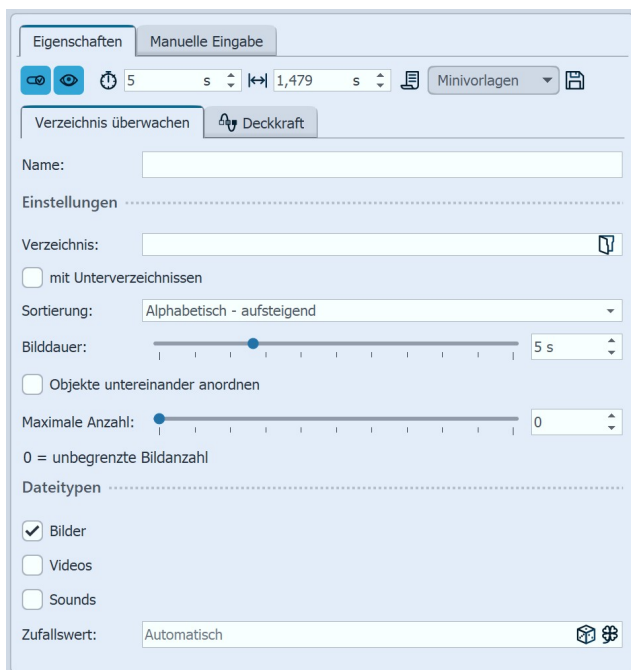 Eigenschaften Manuelle Eingabe
5 s 1,479 s Minivorlagen
Verzeichnis überwachen Deckkraft
Name:
Einstellungen
Verzeichnis:
mit Unterverzeichnissen
Sortierung: Alphabetisch - aufsteigend
Bilddauer: 5 s
Objekte untereinander anordnen
Maximale Anzahl: 0
0 = unbegrenzte Bildanzahl
Dateitypen
Bilder
Videos
Sounds
Zufallswert: Automatisch